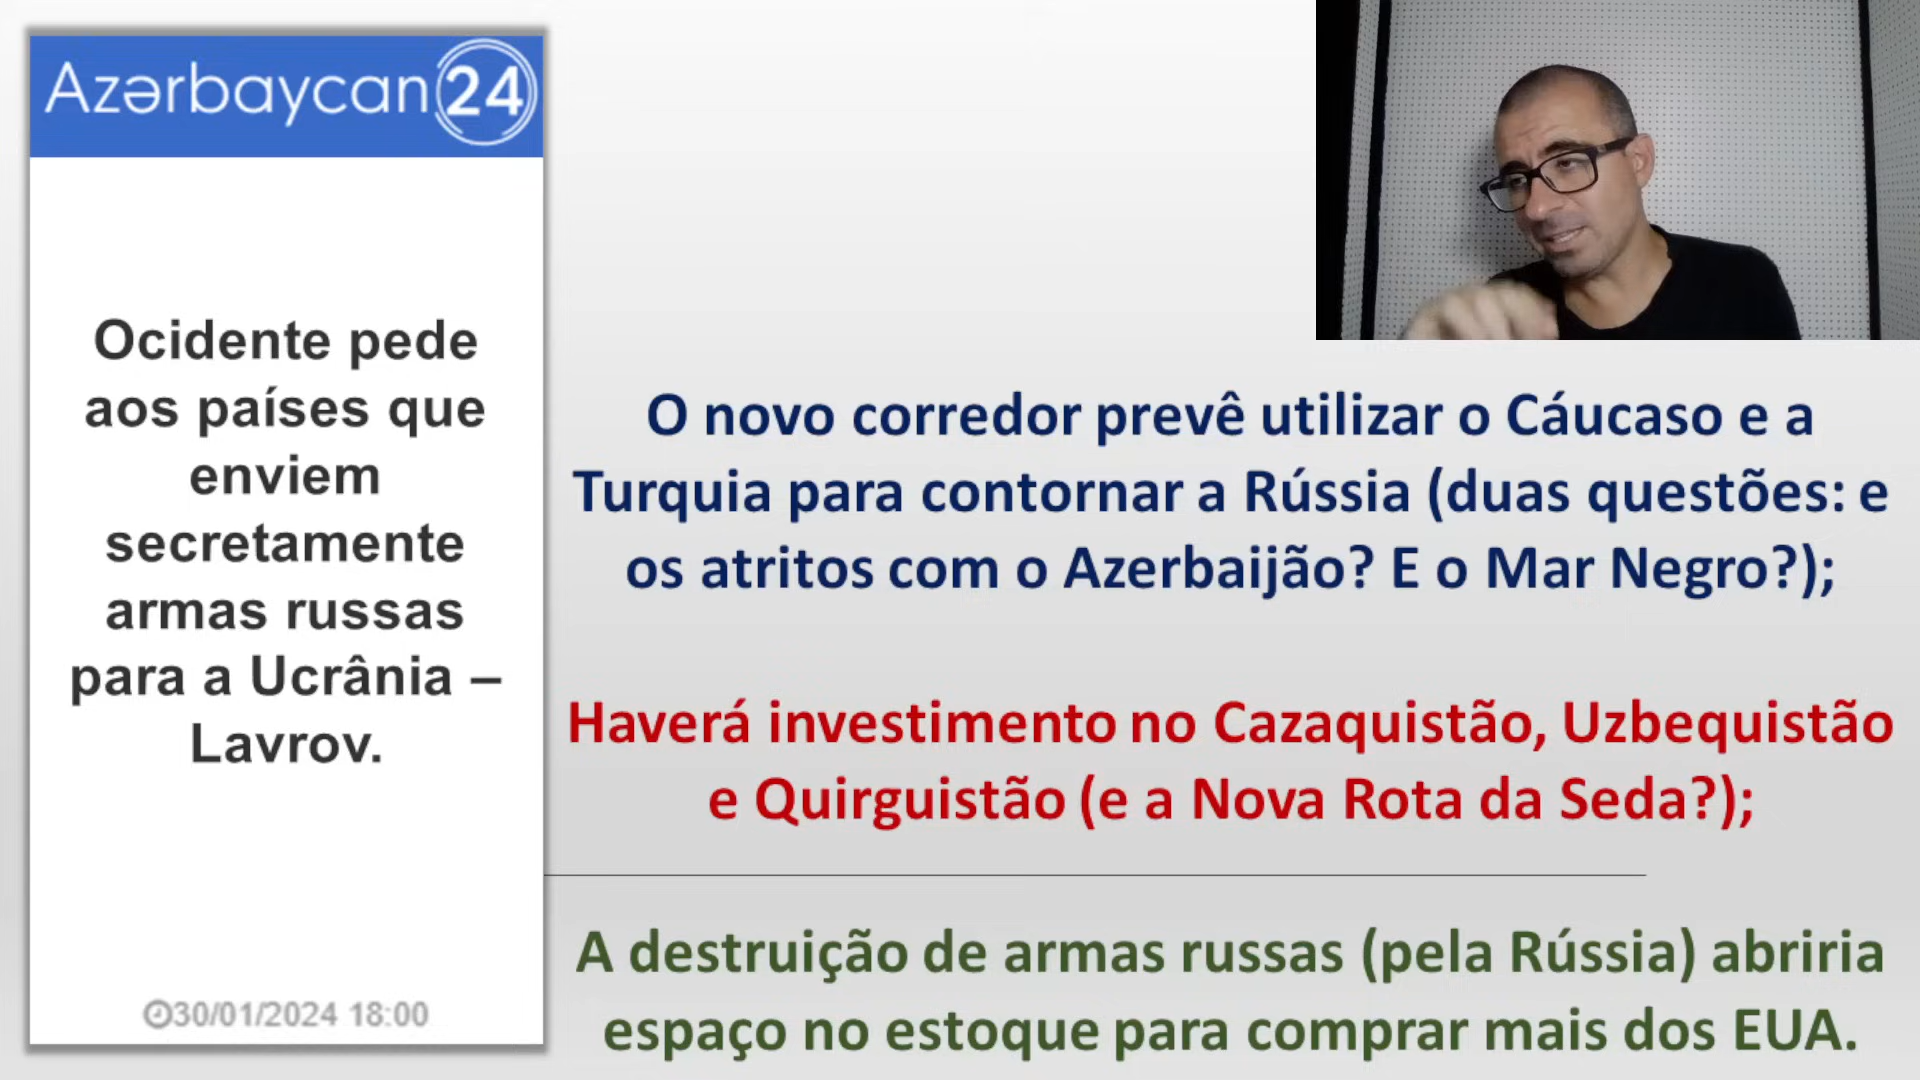 Azərbaycan 24
Ocidente pede
aos países que
enviem
secretamente
armas russas
para a Ucrânia –
Lavrov.
30/01/2024 18:00
O novo corredor prevê utilizar o Cáucaso e a
Turquia para contornar a Rússia (duas questões: e
os atritos com o Azerbaijão? E o Mar Negro?);
Haverá investimento no Cazaquistão, Uzbequistão
e Quirguistão (e a Nova Rota da Seda?);
A destruição de armas russas (pela Rússia) abriria
espaço no estoque para comprar mais dos EUA.